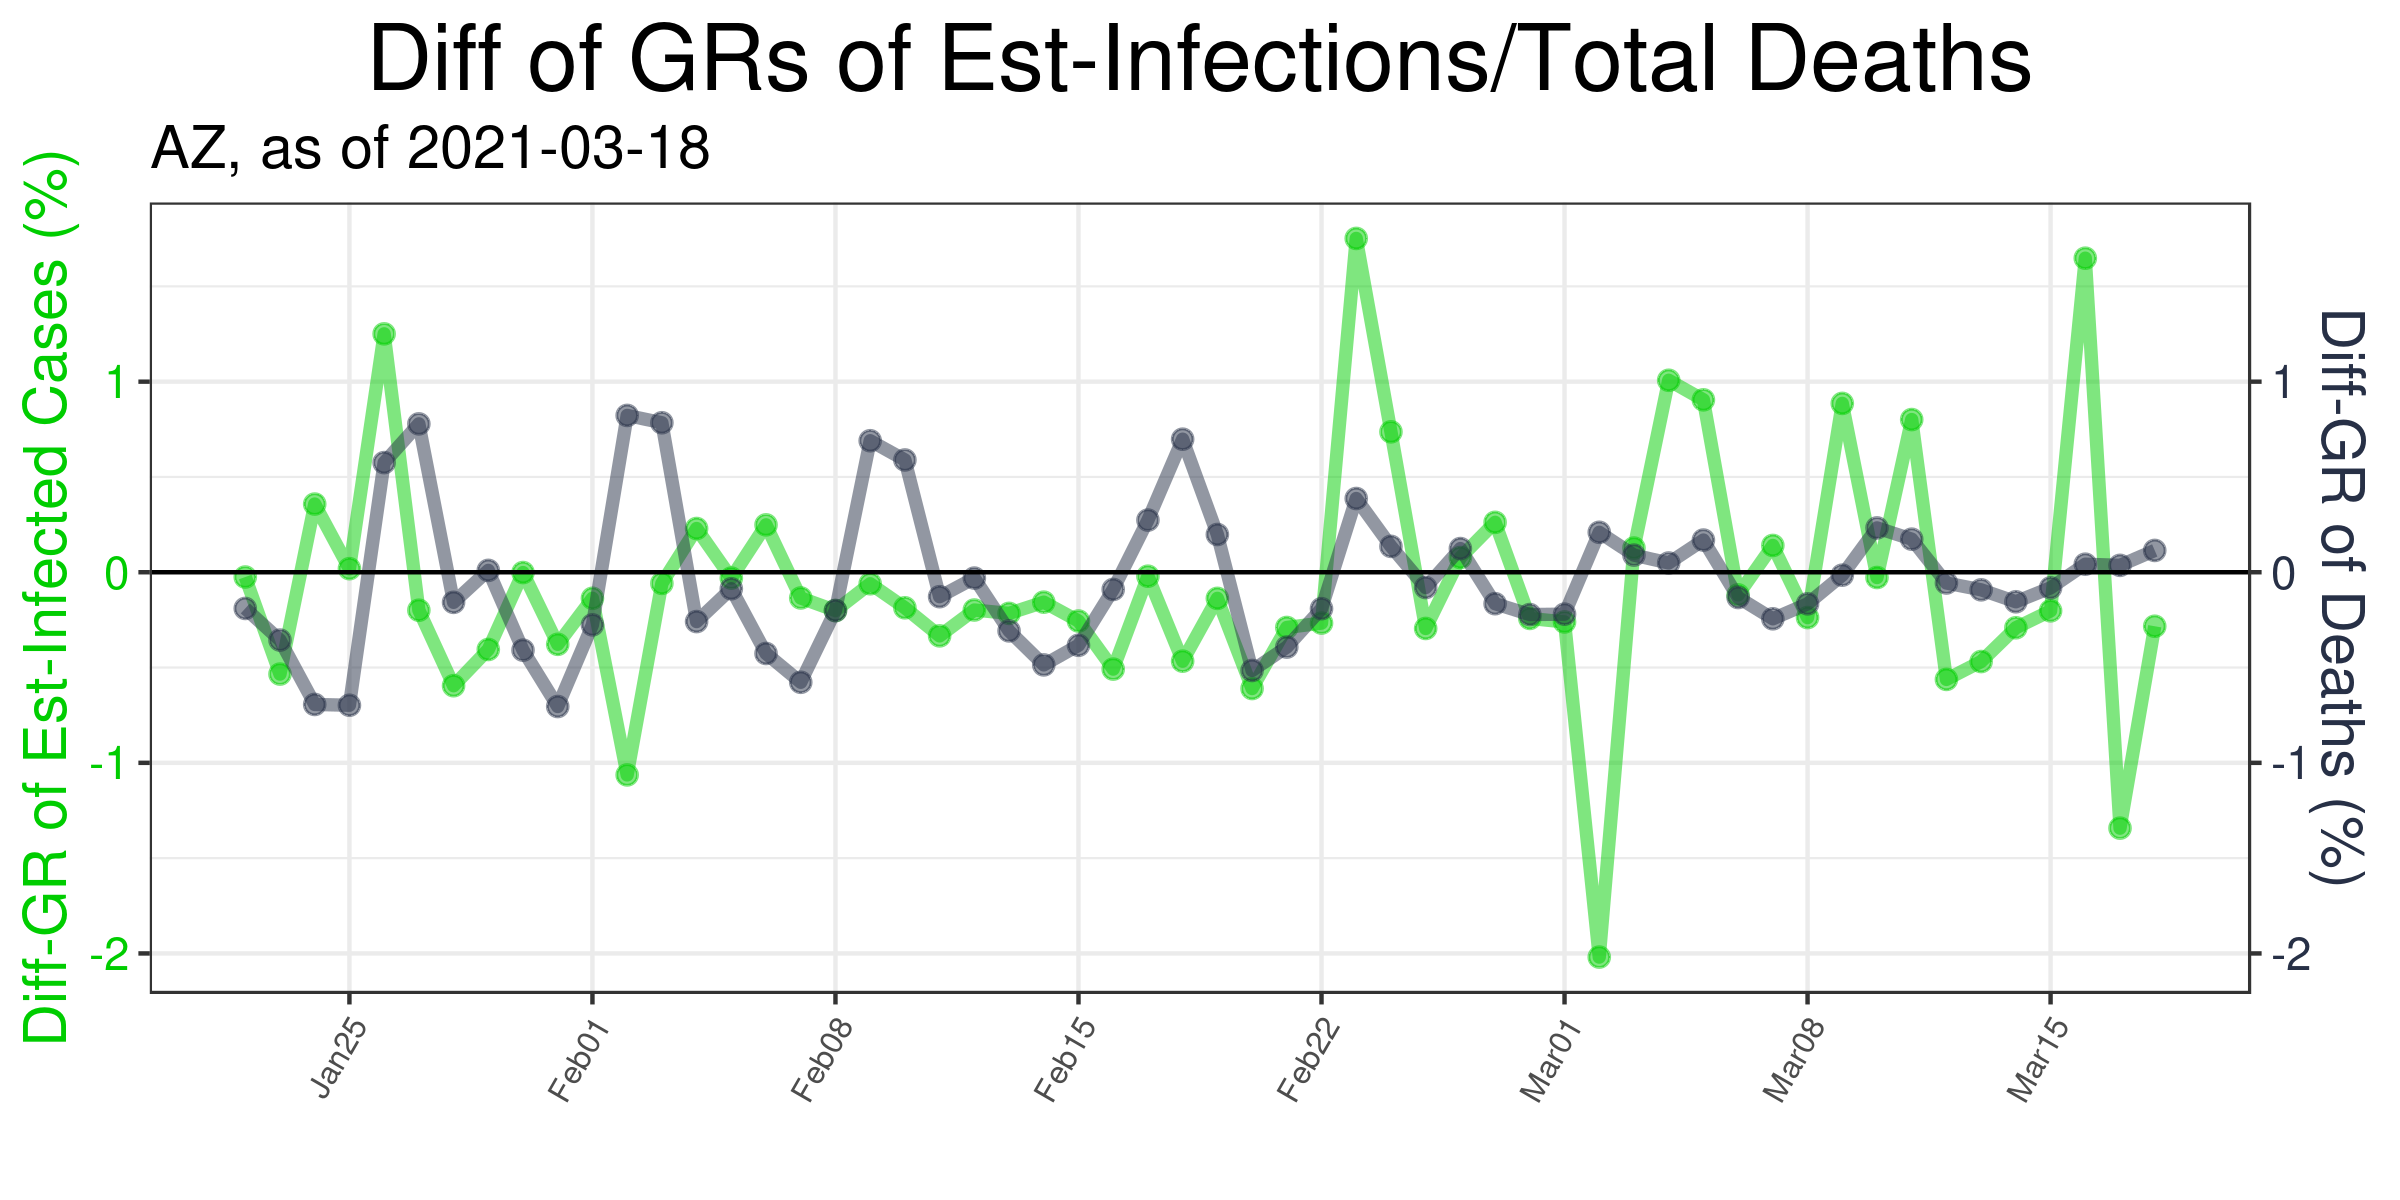 Diff of GRs of Est-Infections/Total Deaths
AZ, as of 2021-03-18
Diff-GR of Est-Infected Cases (%)
1
0
-1
-2
1
0
-1
-2
Diff-GR of Deaths (%)
Jan25
Feb01
Feb08
Feb15
Feb22
Mar01
Mar08
Mar15